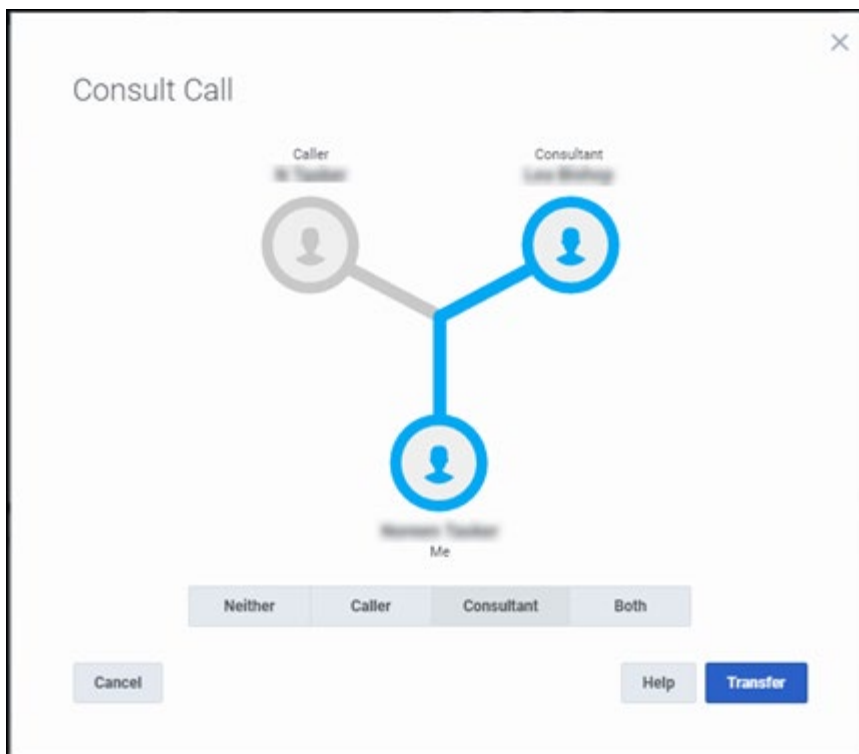 Consult Call
Caller
Consultant
Me
Neither
Caller
Consultant
Both
Cancel
Help
Transfer